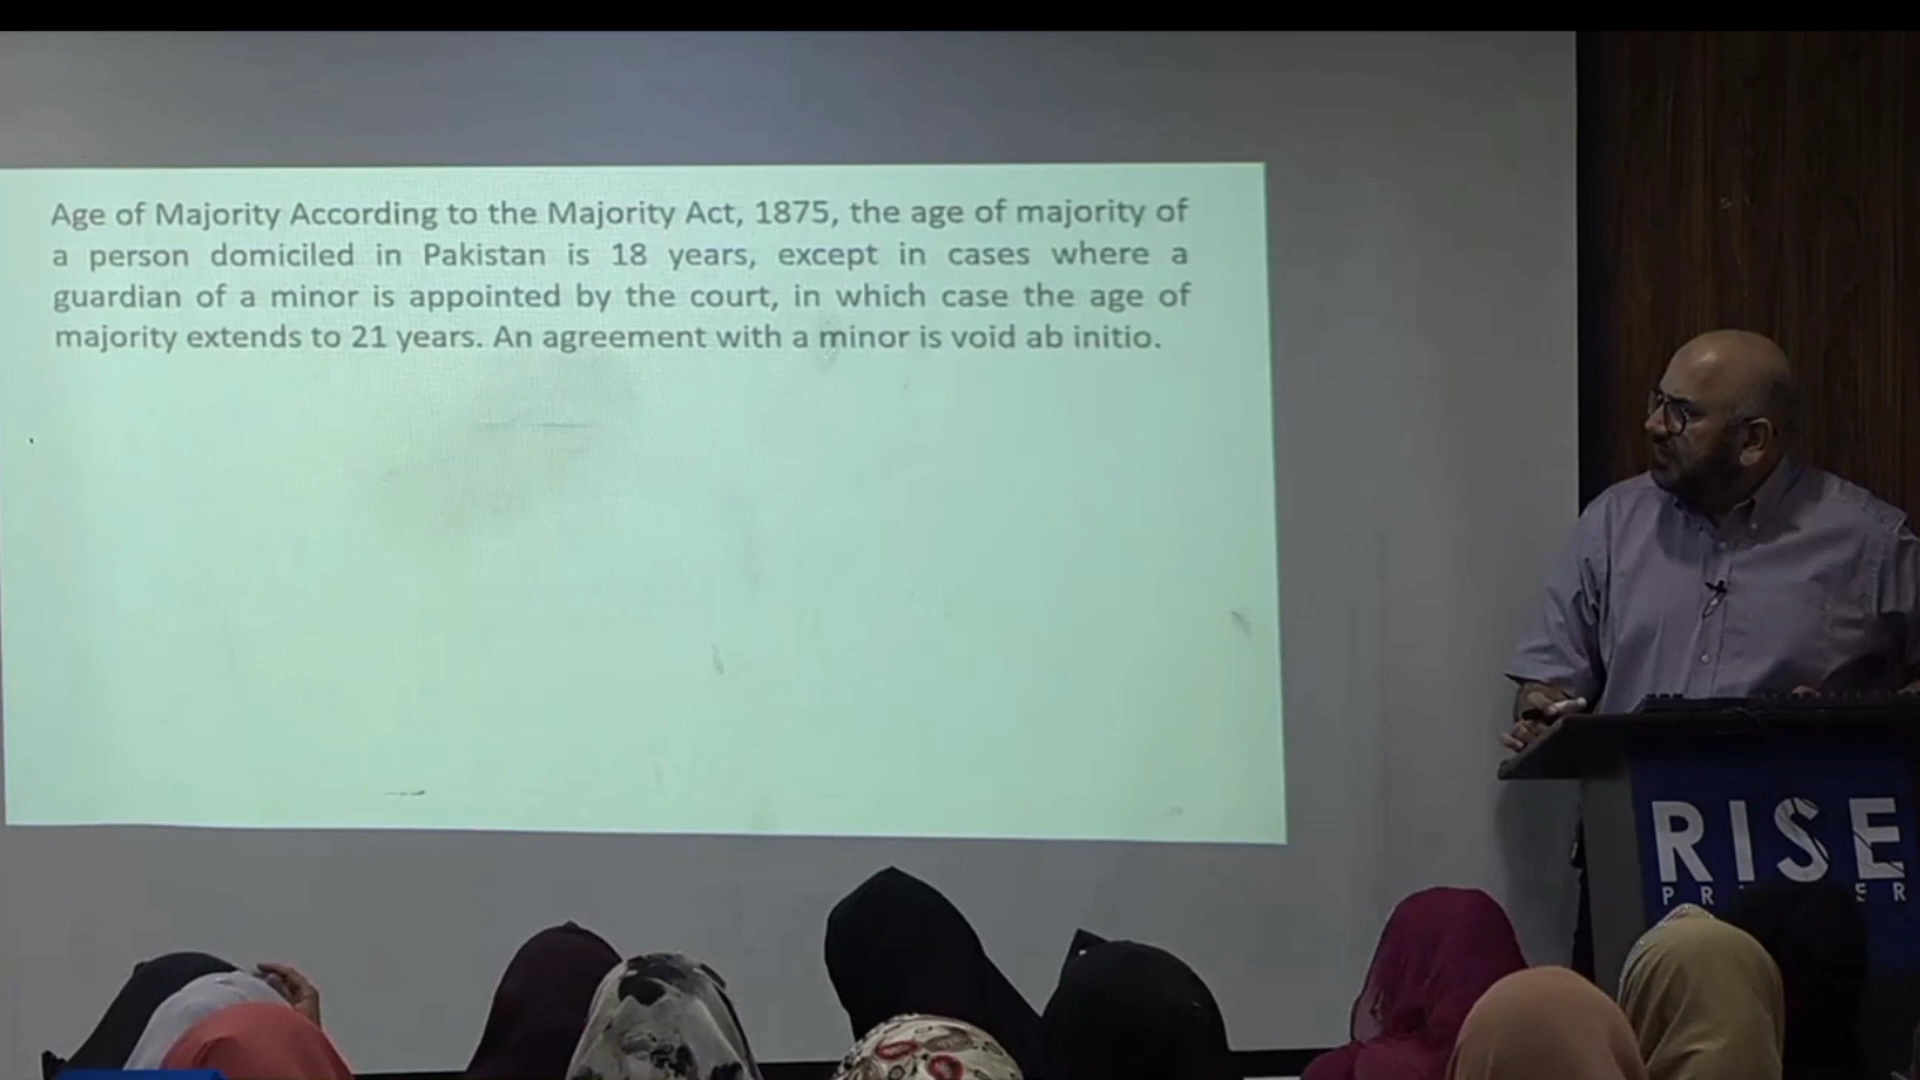 Age of Majority According to the Majority Act, 1875, the age of majority of
a person domiciled in Pakistan is 18 years, except in cases where a
guardian of a minor is appointed by the court, in which case the age of
majority extends to 21 years. An agreement with a minor is void ab initio.
RISE